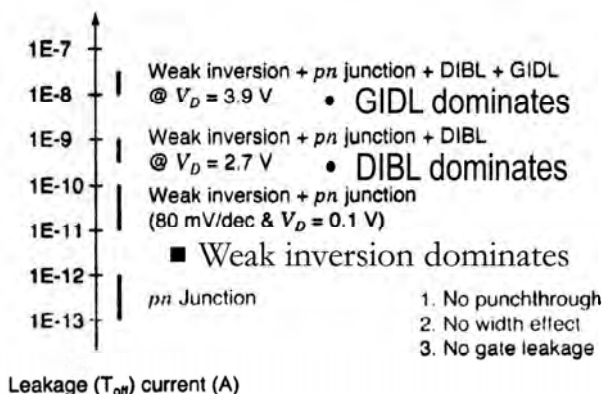 1E-7
Weak inversion + pn junction + DIBL + GIDL
1E-8
@ V_D = 3.9 V • GIDL dominates
1E-9
Weak inversion + pn junction + DIBL
@ V_D = 2.7 V • DIBL dominates
1E-10
Weak inversion + pn junction
(80 mV/dec & V_D = 0.1 V)
1E-11
■ Weak inversion dominates
1E-12
pn Junction
1E-13
1. No punchthrough
2. No width effect
3. No gate leakage
Leakage (T_off) current (A)